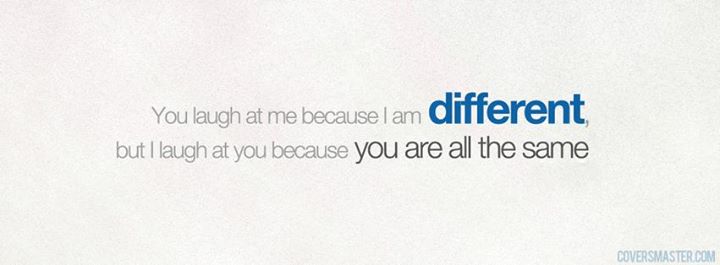 You laugh at me because I am different,
but I laugh at you because you are all the same
COVERSMASTER.COM